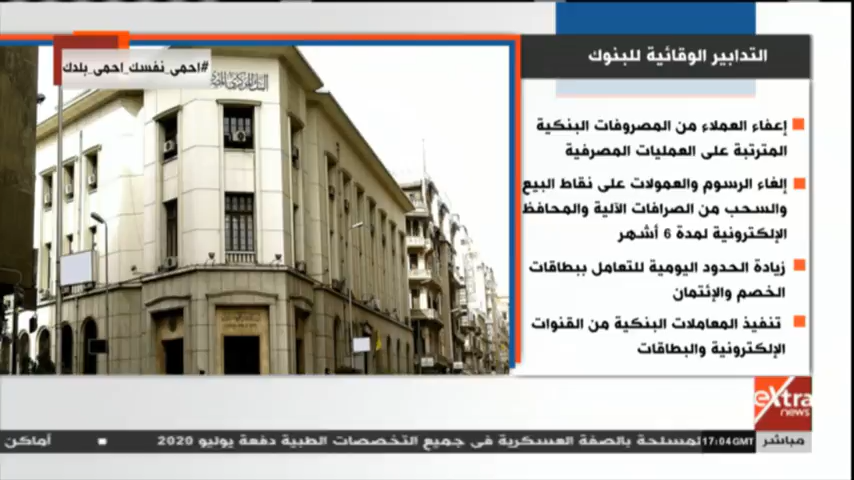 التدابير الوقائية للبنوك
#احمى_نفسك_احمى_بلدك
إعفاء العملاء من المصروفات البنكية
المترتبة على العمليات المصرفية
إلغاء الرسوم والعمولات على نقاط البيع
والسحب من الصرافات الآلية والمحافظ
الإلكترونية لمدة 6 أشهر
زيادة الحدود اليومية للتعامل ببطاقات
الخصم والإئتمان
تنفيذ المعاملات البنكية من القنوات
الإلكترونية والبطاقات
eXtra
news
مباشر
17:04 GMT
لمسلحة بالصفة العسكرية فى جميع التخصصات الطبية دفعة يوليو 2020 ■ أماكن